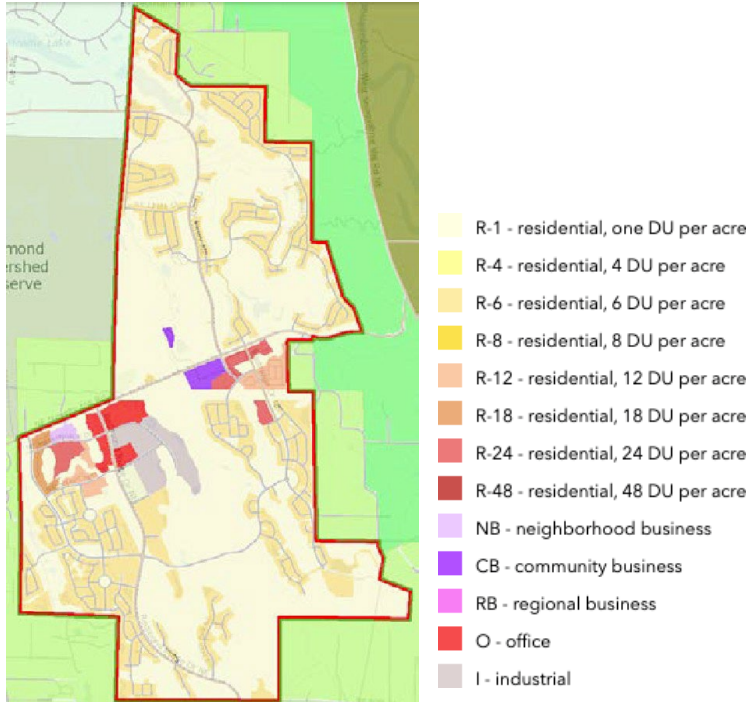 mond
ershed
serve
R-1 - residential, one DU per acre
R-4 - residential, 4 DU per acre
R-6 - residential, 6 DU per acre
R-8 - residential, 8 DU per acre
R-12 - residential, 12 DU per acre
R-18 - residential, 18 DU per acre
R-24 - residential, 24 DU per acre
R-48 - residential, 48 DU per acre
NB - neighborhood business
CB - community business
RB - regional business
O - office
I - industrial